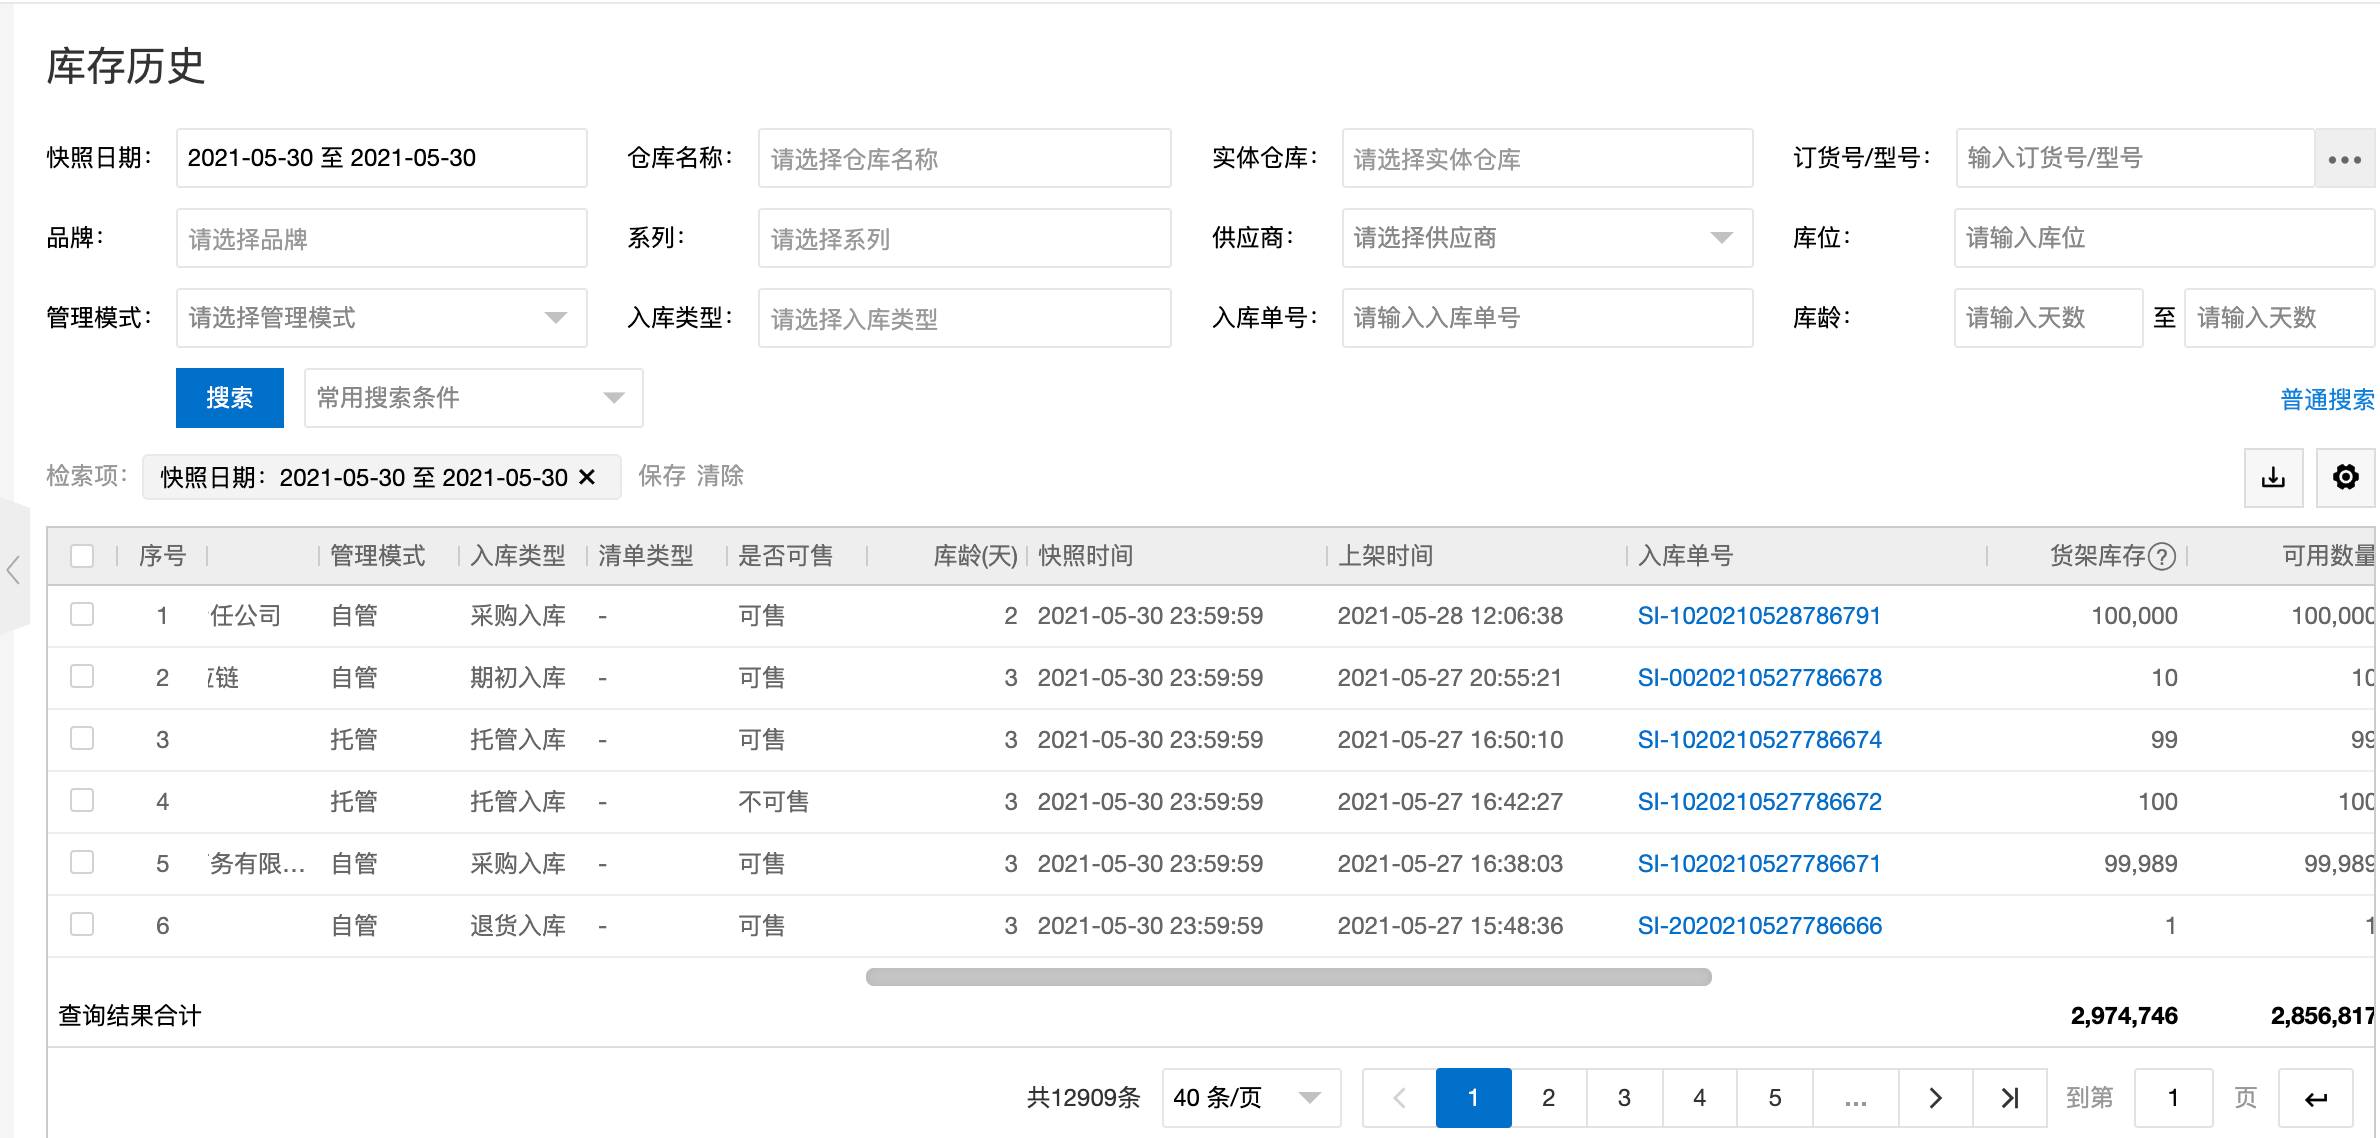 库存历史
快照日期： 2021-05-30 至 2021-05-30 仓库名称： 请选择仓库名称 实体仓库： 请选择实体仓库 订货号/型号： 输入订货号/型号 •••
品牌： 请选择品牌 系列： 请选择系列 供应商： 请选择供应商 库位： 请输入库位
管理模式： 请选择管理模式 入库类型： 请选择入库类型 入库单号： 请输入入库单号 库龄： 请输入天数 至 请输入天数
搜索 常用搜索条件 普通搜索
检索项： 快照日期： 2021-05-30 至 2021-05-30 × 保存 清除
序号 管理模式 入库类型 清单类型 是否可售 库龄(天) 快照时间 上架时间 入库单号 货架库存? 可用数量
1 任公司 自管 采购入库 - 可售 2 2021-05-30 23:59:59 2021-05-28 12:06:38 SI-1020210528786791 100,000 100,000
2 链 自管 期初入库 - 可售 3 2021-05-30 23:59:59 2021-05-27 20:55:21 SI-0020210527786678 10 10
3 托管 托管入库 - 可售 3 2021-05-30 23:59:59 2021-05-27 16:50:10 SI-1020210527786674 99 99
4 托管 托管入库 - 不可售 3 2021-05-30 23:59:59 2021-05-27 16:42:27 SI-1020210527786672 100 100
5 务有限... 自管 采购入库 - 可售 3 2021-05-30 23:59:59 2021-05-27 16:38:03 SI-1020210527786671 99,989 99,989
6 自管 退货入库 - 可售 3 2021-05-30 23:59:59 2021-05-27 15:48:36 SI-2020210527786666 1 1
查询结果合计 2,974,746 2,856,817
共12909条 40 条/页 1 2 3 4 5 ... 到第 1 页